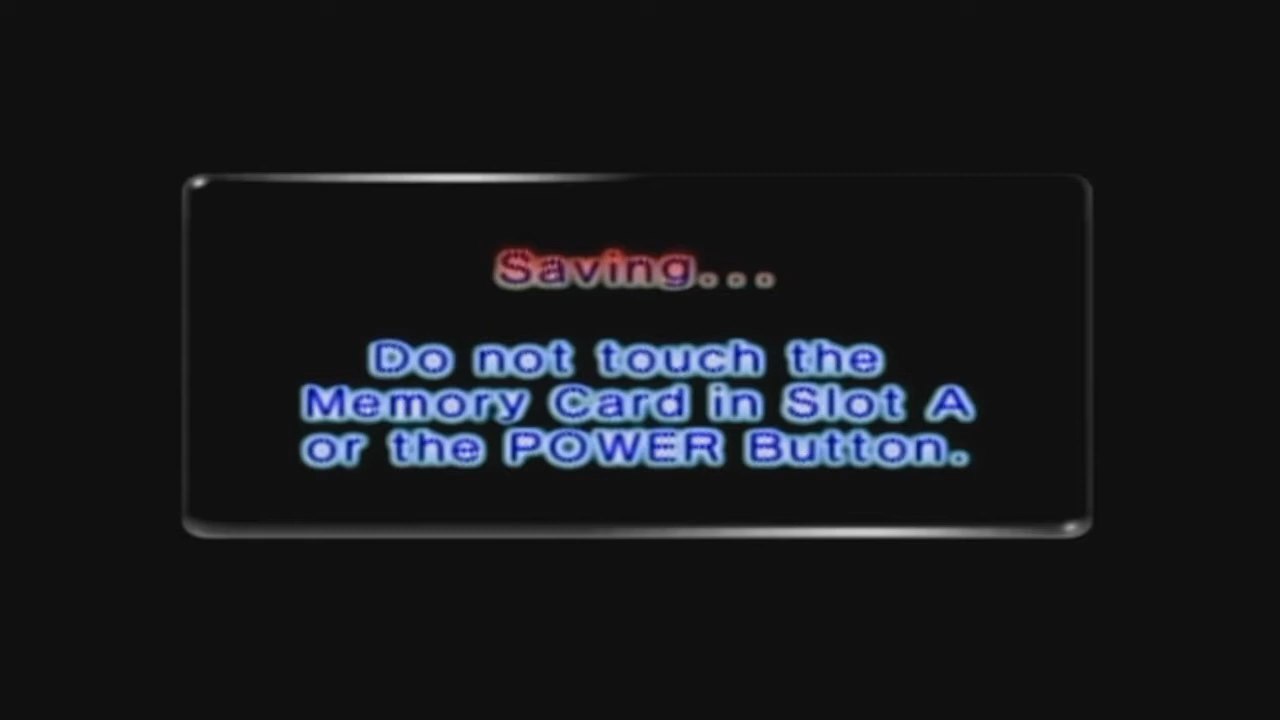 Saving...
Do not touch the
Memory Card in Slot A
or the POWER Button.